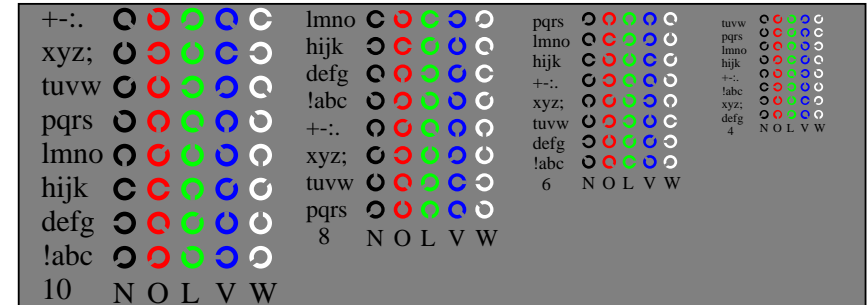 +-:.
xyz;
tuvw
pqrs
lmno
hijk
defg
!abc
10 N O L V W
lmno
hijk
defg
!abc
+-:.
xyz;
tuvw
pqrs
8 N O L V W
pqrs
lmno
hijk
+-:.
xyz;
tuvw
defg
!abc
6 N O L V W
tuvw
pqrs
lmno
hijk
+-:.
!abc
xyz;
defg
4 N O L V W